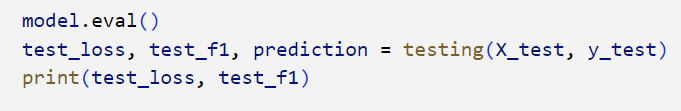 model.eval()
test_loss, test_f1, prediction = testing(X_test, y_test)
print(test_loss, test_f1)